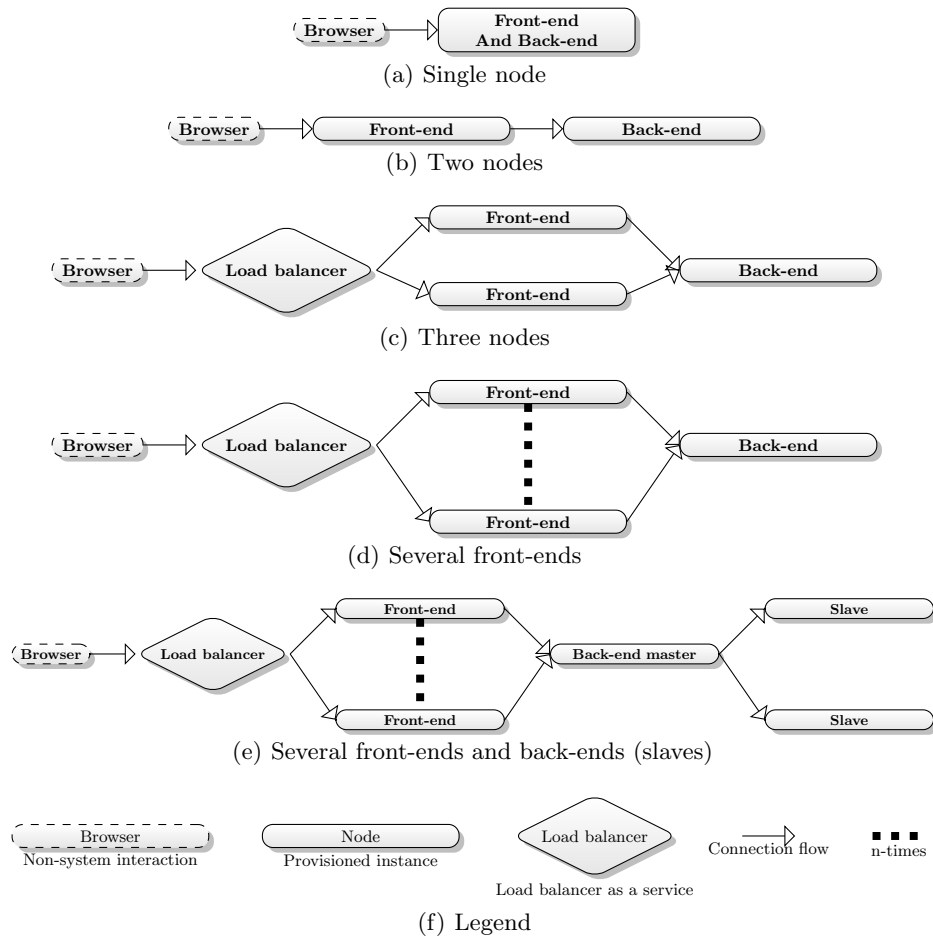 Browser
Front-end
And Back-end
(a) Single node
Browser
Front-end
Back-end
(b) Two nodes
Front-end
Browser
Load balancer
Back-end
Front-end
(c) Three nodes
Front-end
Browser
Load balancer
Back-end
Front-end
(d) Several front-ends
Front-end
Slave
Browser
Load balancer
Back-end master
Front-end
Slave
(e) Several front-ends and back-ends (slaves)
Browser
Non-system interaction
Node
Provisioned instance
Load balancer
Load balancer as a service
Connection flow
n-times
(f) Legend